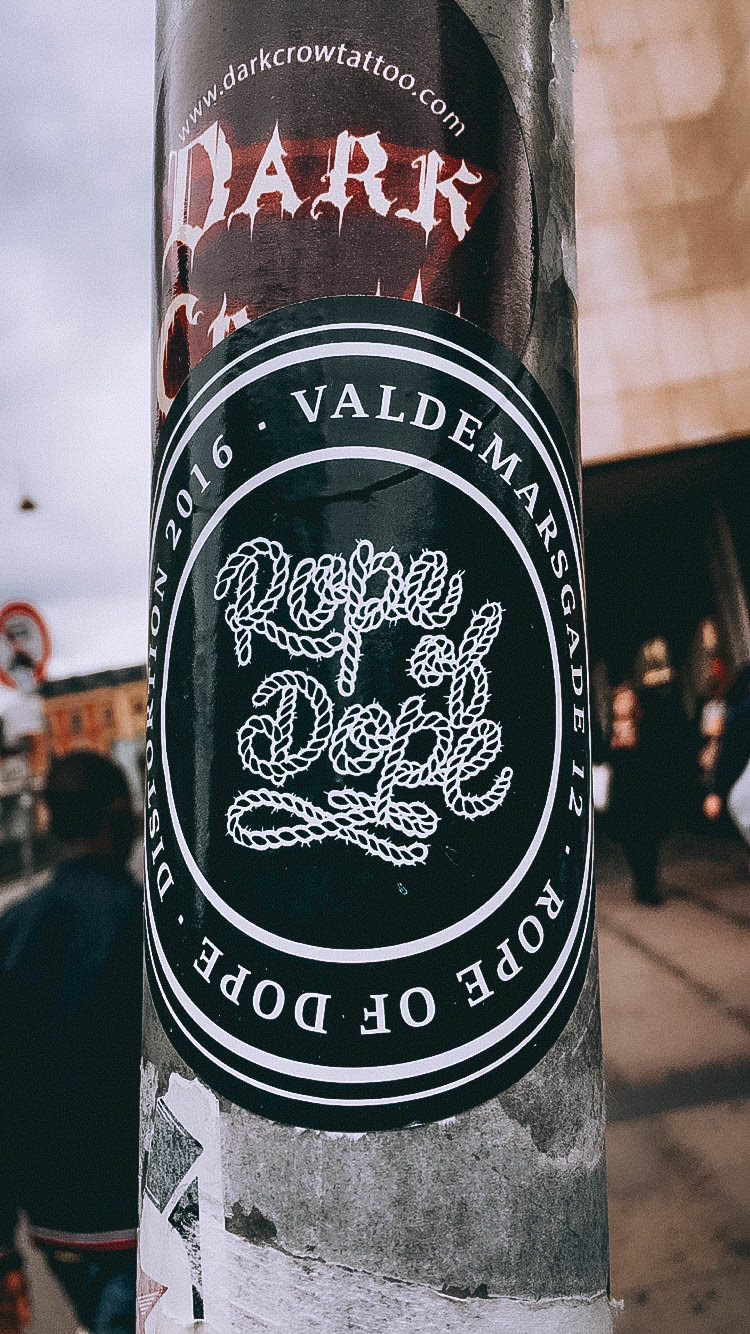 www.darkcrowtattoo.com
DARK
DISTORTION 2016 · VALDEMARSGADE 12 · ROPE OF DOPE ·
Rope
of
Dope